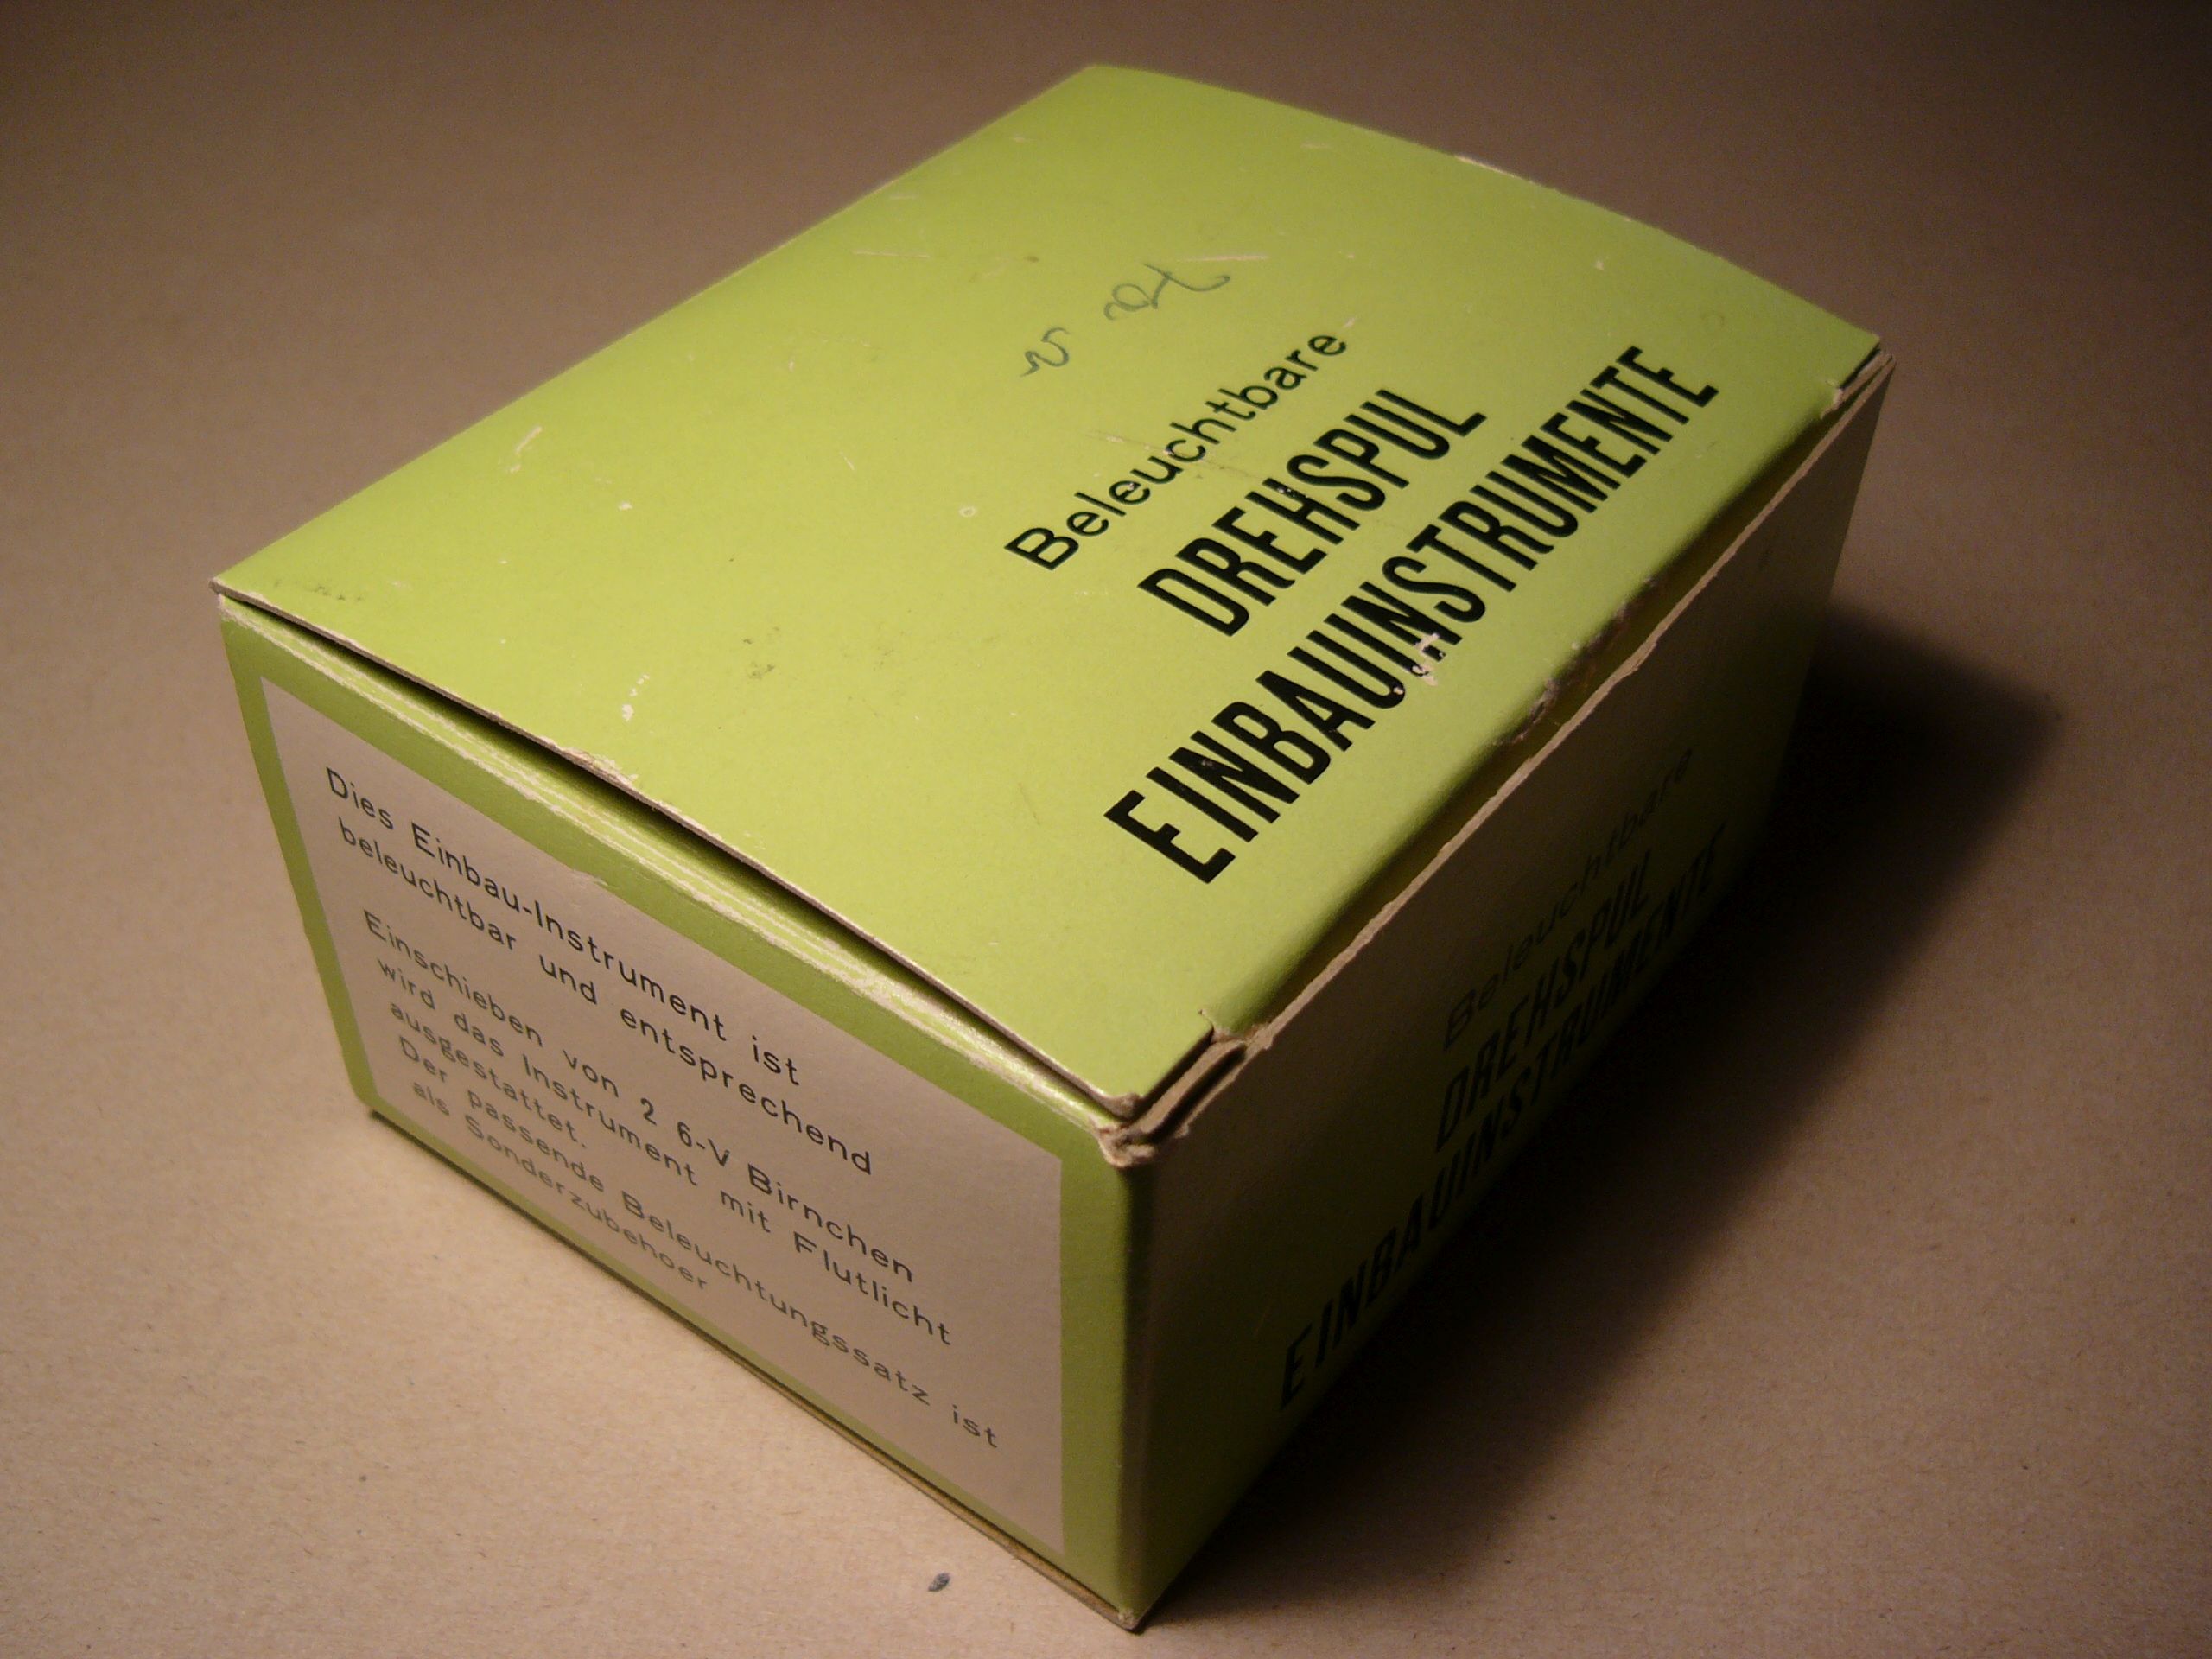 Beleuchtbare
DREHSPUL
EINBAUINSTRUMENTE
Dies Einbau-Instrument ist
beleuchtbar und entsprechend
Einschieben von 2 6-V Birnchen
wird das Instrument mit Flutlicht
ausgestattet.
Der passende Beleuchtungssatz ist
als Sonderzubehoer
Beleuchtbare
DREHSPUL
EINBAUINSTRUMENTE